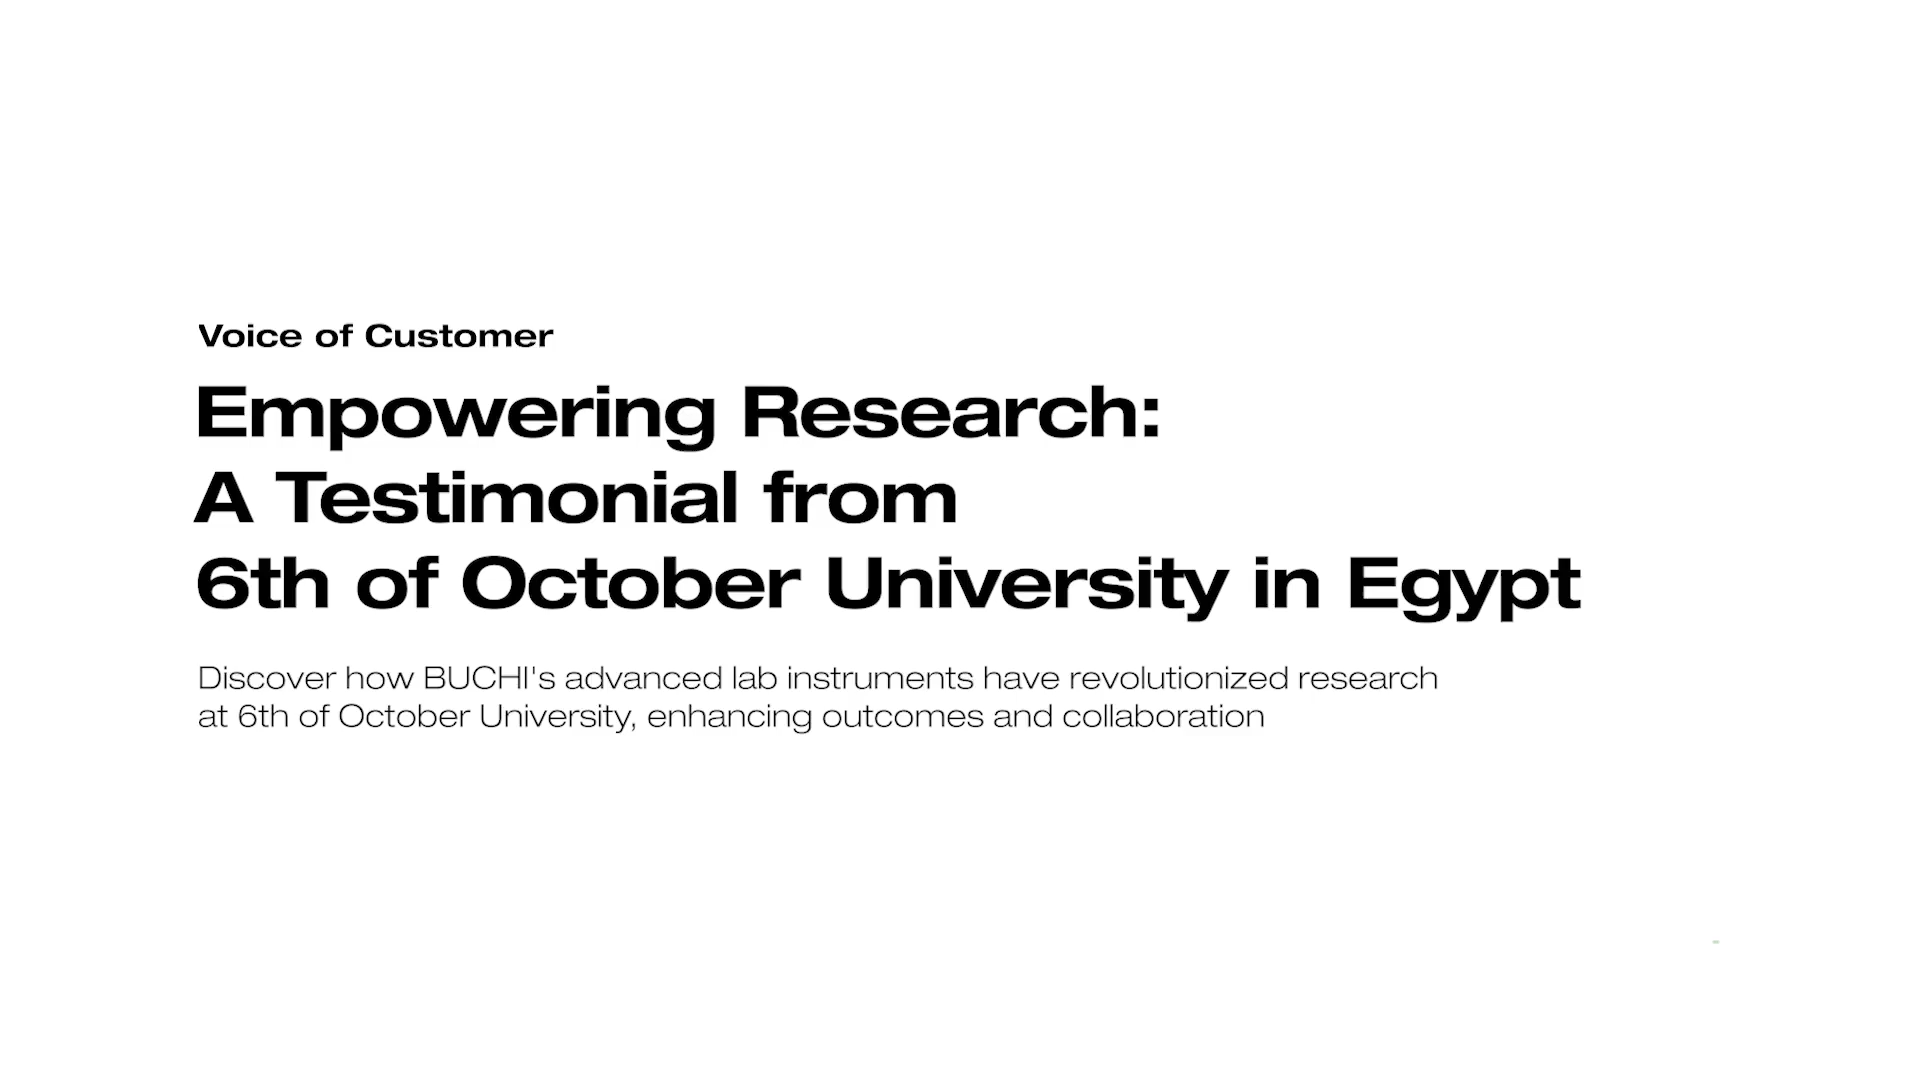 Voice of Customer
Empowering Research:
A Testimonial from
6th of October University in Egypt
Discover how BUCHI's advanced lab instruments have revolutionized research
at 6th of October University, enhancing outcomes and collaboration